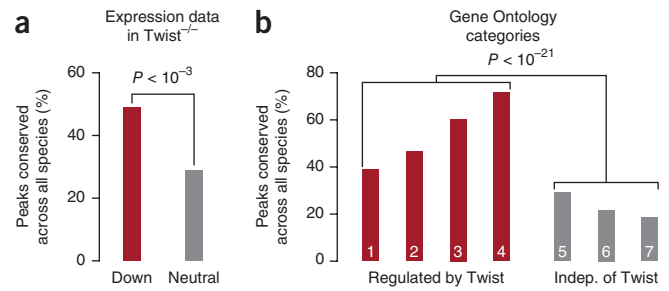 a
Expression data
in Twist–/–
P < 10–3
Peaks conserved
across all species (%)
60
40
20
0
Down
Neutral
b
Gene Ontology
categories
P < 10–21
Peaks conserved
across all species (%)
80
60
40
20
0
1
2
3
4
5
6
7
Regulated by Twist
Indep. of Twist